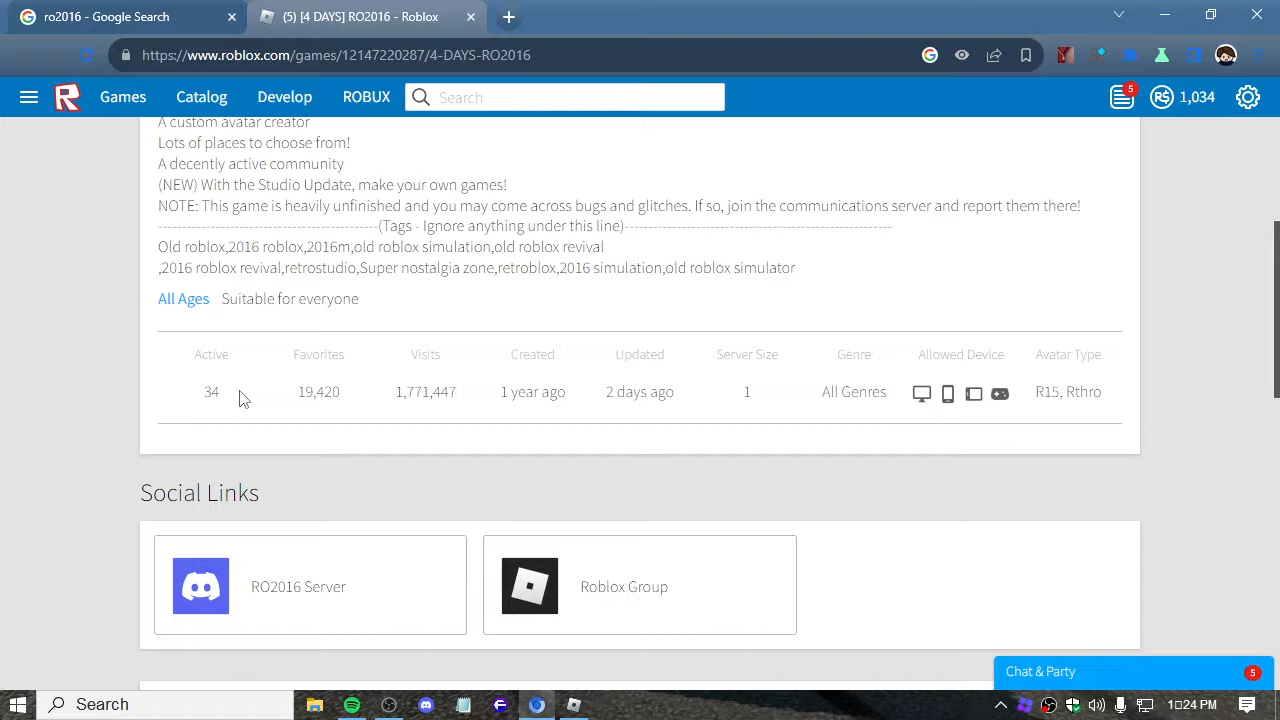 ro2016 - Google Search
(5) [4 DAYS] RO2016 - Roblox
https://www.roblox.com/games/12147220287/4-DAYS-RO2016
Games
Catalog
Develop
ROBUX
Search
5
R$
1,034
A custom avatar creator
Lots of places to choose from!
A decently active community
(NEW) With the Studio Update, make your own games!
NOTE: This game is heavily unfinished and you may come across bugs and glitches. If so, join the communications server and report them there!
-------------------------------------------(Tags - Ignore anything under this line)----------------------------------------------------
Old roblox,2016 roblox,2016m,old roblox simulation,old roblox revival
,2016 roblox revival,retrostudio,Super nostalgia zone,retroblox,2016 simulation,old roblox simulator
All Ages Suitable for everyone
Active Favorites Visits Created Updated Server Size Genre Allowed Device Avatar Type
34 19,420 1,771,447 1 year ago 2 days ago 1 All Genres R15, Rthro
Social Links
RO2016 Server
Roblox Group
Chat & Party
5
Search
1:24 PM